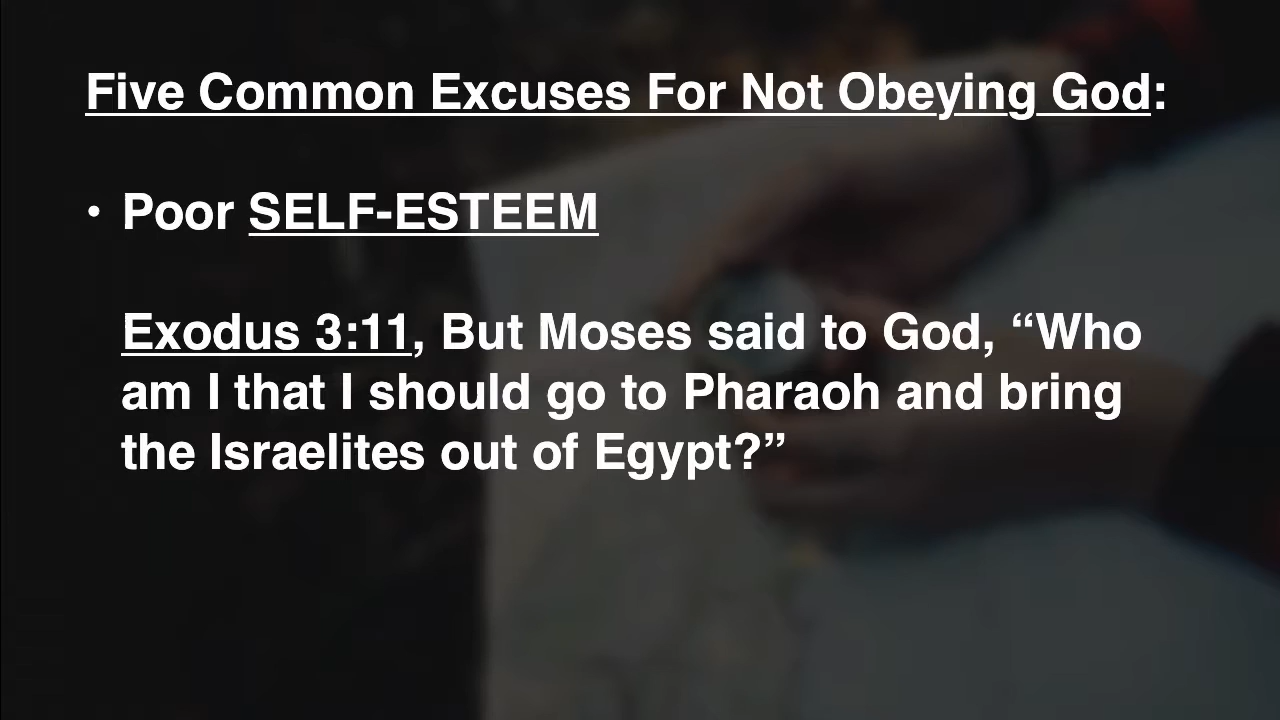 Five Common Excuses For Not Obeying God:
• Poor SELF-ESTEEM
Exodus 3:11, But Moses said to God, “Who
am I that I should go to Pharaoh and bring
the Israelites out of Egypt?”